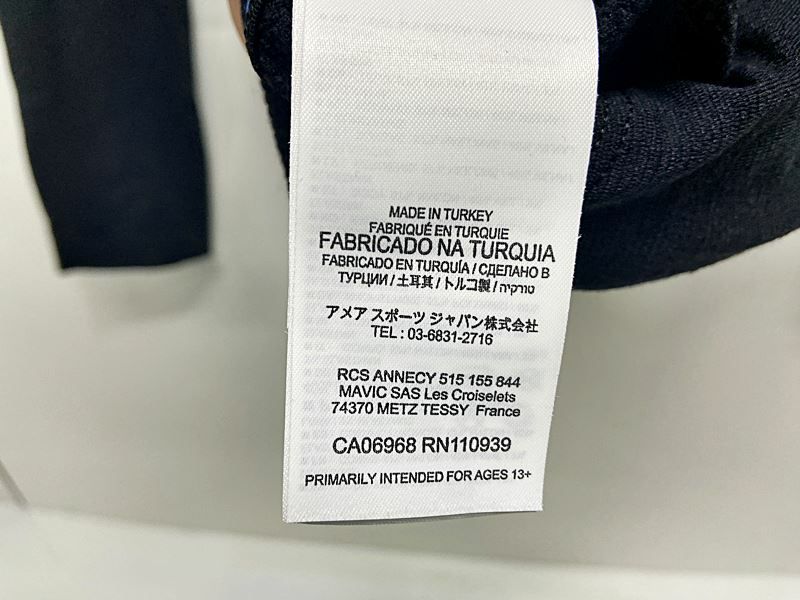 MADE IN TURKEY
FABRIQUÉ EN TURQUIE
FABRICADO NA TURQUIA
FABRICADO EN TURQUÍA / СДЕЛАНО В
ТУРЦИИ / 土耳其 / トルコ製 / טורקיה
アメア スポーツ ジャパン株式会社
TEL : 03-6831-2716
RCS ANNECY 515 155 844
MAVIC SAS Les Croiselets
74370 METZ TESSY France
CA06968 RN110939
PRIMARILY INTENDED FOR AGES 13+